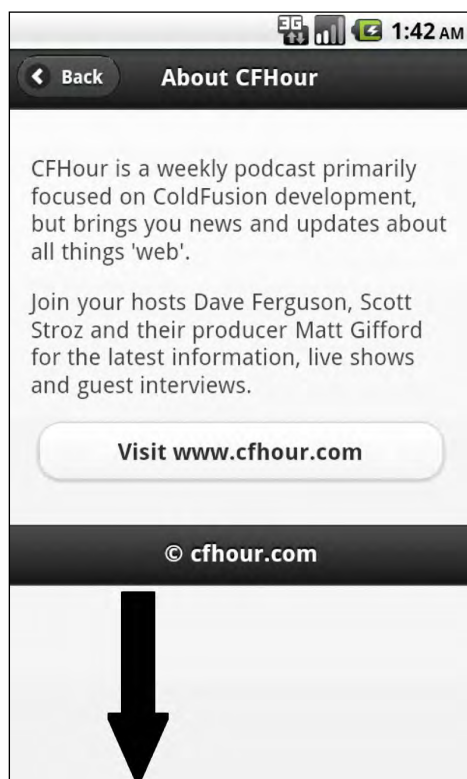 3G 1:42 AM
Back About CFHour
CFHour is a weekly podcast primarily
focused on ColdFusion development,
but brings you news and updates about
all things 'web'.
Join your hosts Dave Ferguson, Scott
Stroz and their producer Matt Gifford
for the latest information, live shows
and guest interviews.
Visit www.cfhour.com
© cfhour.com